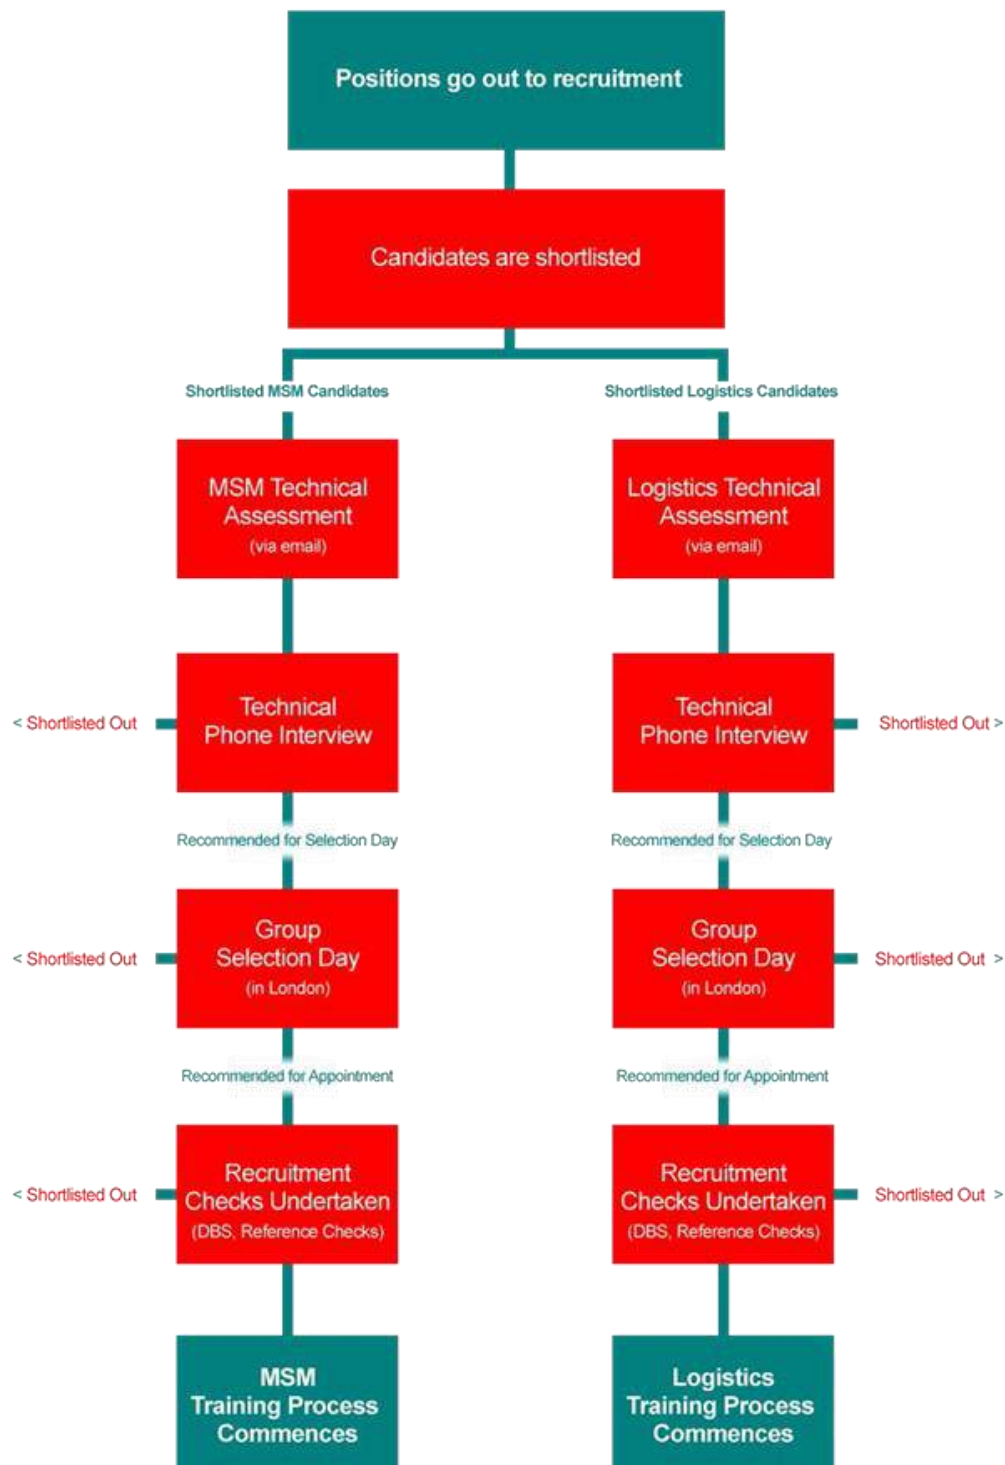 Positions go out to recruitment
Candidates are shortlisted
Shortlisted MSM Candidates
Shortlisted Logistics Candidates
MSM Technical
Assessment
(via email)
Logistics Technical
Assessment
(via email)
Technical
Phone Interview
< Shortlisted Out
Technical
Phone Interview
Shortlisted Out >
Recommended for Selection Day
Recommended for Selection Day
Group
Selection Day
(in London)
< Shortlisted Out
Group
Selection Day
(in London)
Shortlisted Out >
Recommended for Appointment
Recommended for Appointment
Recruitment
Checks Undertaken
(DBS, Reference Checks)
< Shortlisted Out
Recruitment
Checks Undertaken
(DBS, Reference Checks)
Shortlisted Out >
MSM
Training Process
Commences
Logistics
Training Process
Commences